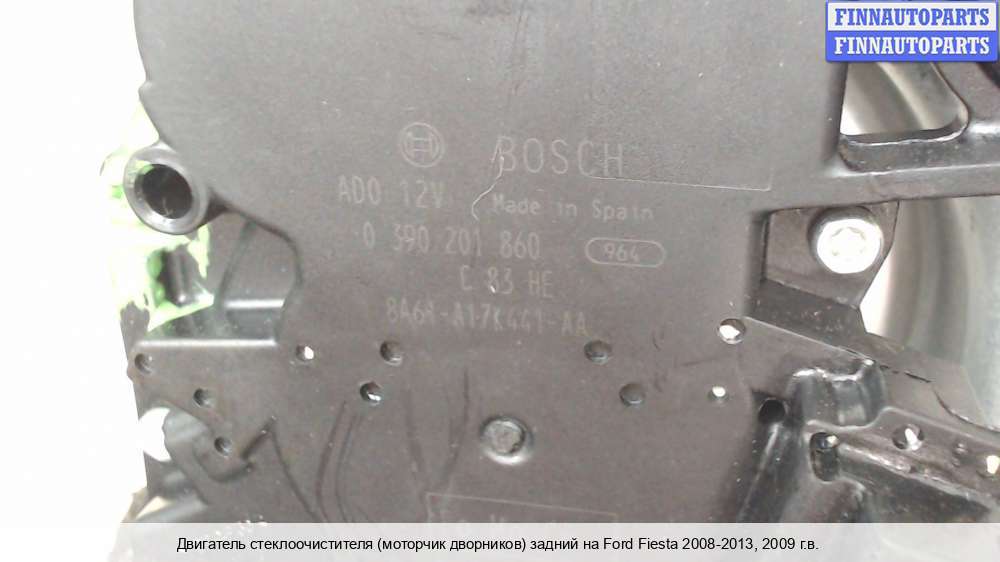 FINNAUTOPARTS
FINNAUTOPARTS
BOSCH
AD0 12V Made in Spain
0 390 201 860 964
E 83 HE
8A61-A17K441-AA
Двигатель стеклоочистителя (моторчик дворников) задний на Ford Fiesta 2008-2013, 2009 г.в.